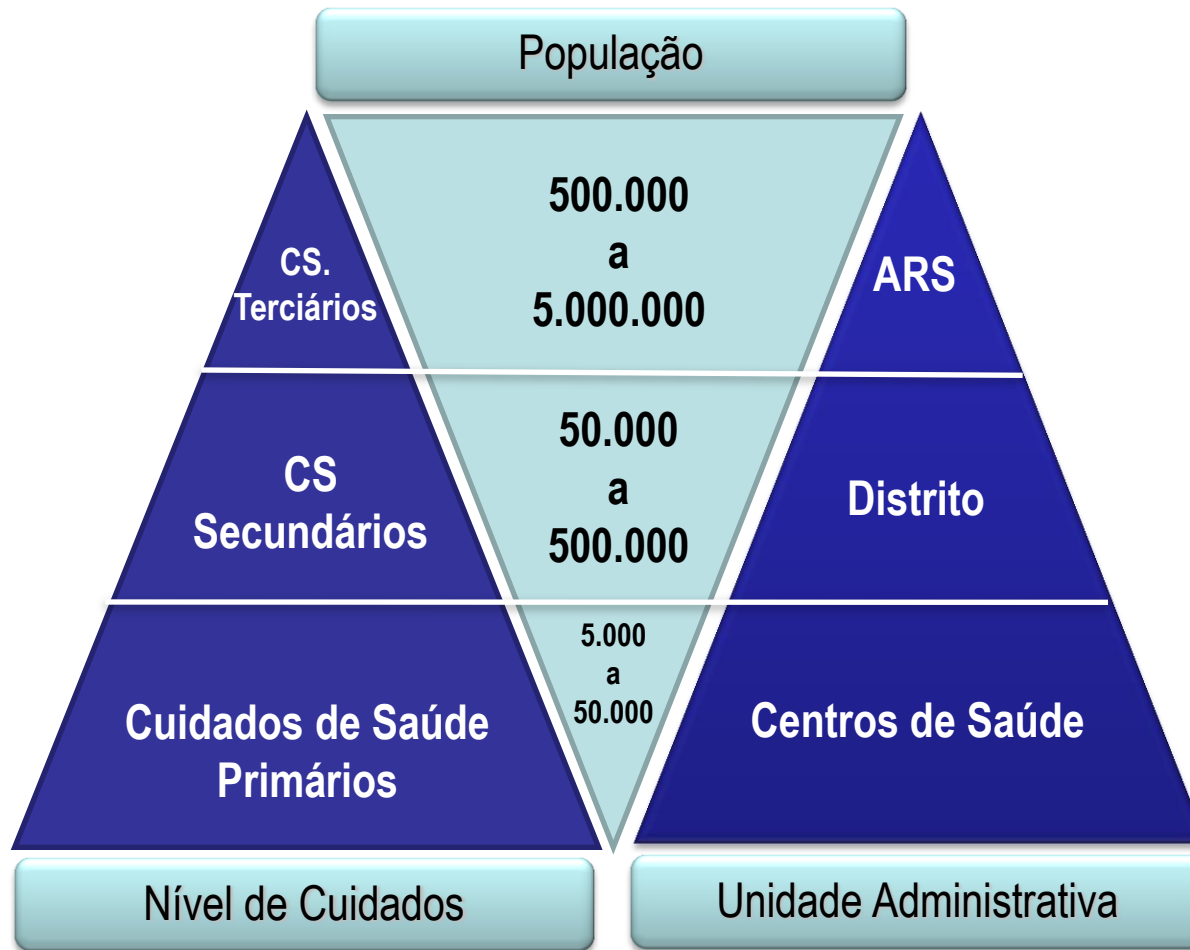 População
CS.
Terciários
500.000
a
5.000.000
ARS
CS
Secundários
50.000
a
500.000
Distrito
Cuidados de Saúde
Primários
5.000
a
50.000
Centros de Saúde
Nível de Cuidados
Unidade Administrativa